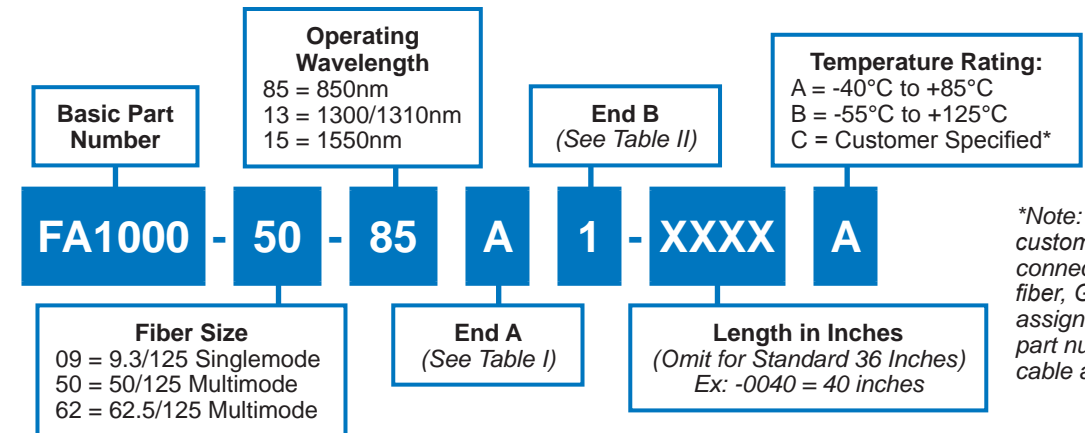 Operating
Wavelength
85 = 850nm
13 = 1300/1310nm
15 = 1550nm
Temperature Rating:
A = -40°C to +85°C
B = -55°C to +125°C
C = Customer Specified*
Basic Part
Number
End B
(See Table II)
FA1000 - 50 - 85 A 1 - XXXX A
Fiber Size
09 = 9.3/125 Singlemode
50 = 50/125 Multimode
62 = 62.5/125 Multimode
End A
(See Table I)
Length in Inches
(Omit for Standard 36 Inches)
Ex: -0040 = 40 inches
*Note:
custom
connec
fiber, G
assign
part nu
cable a